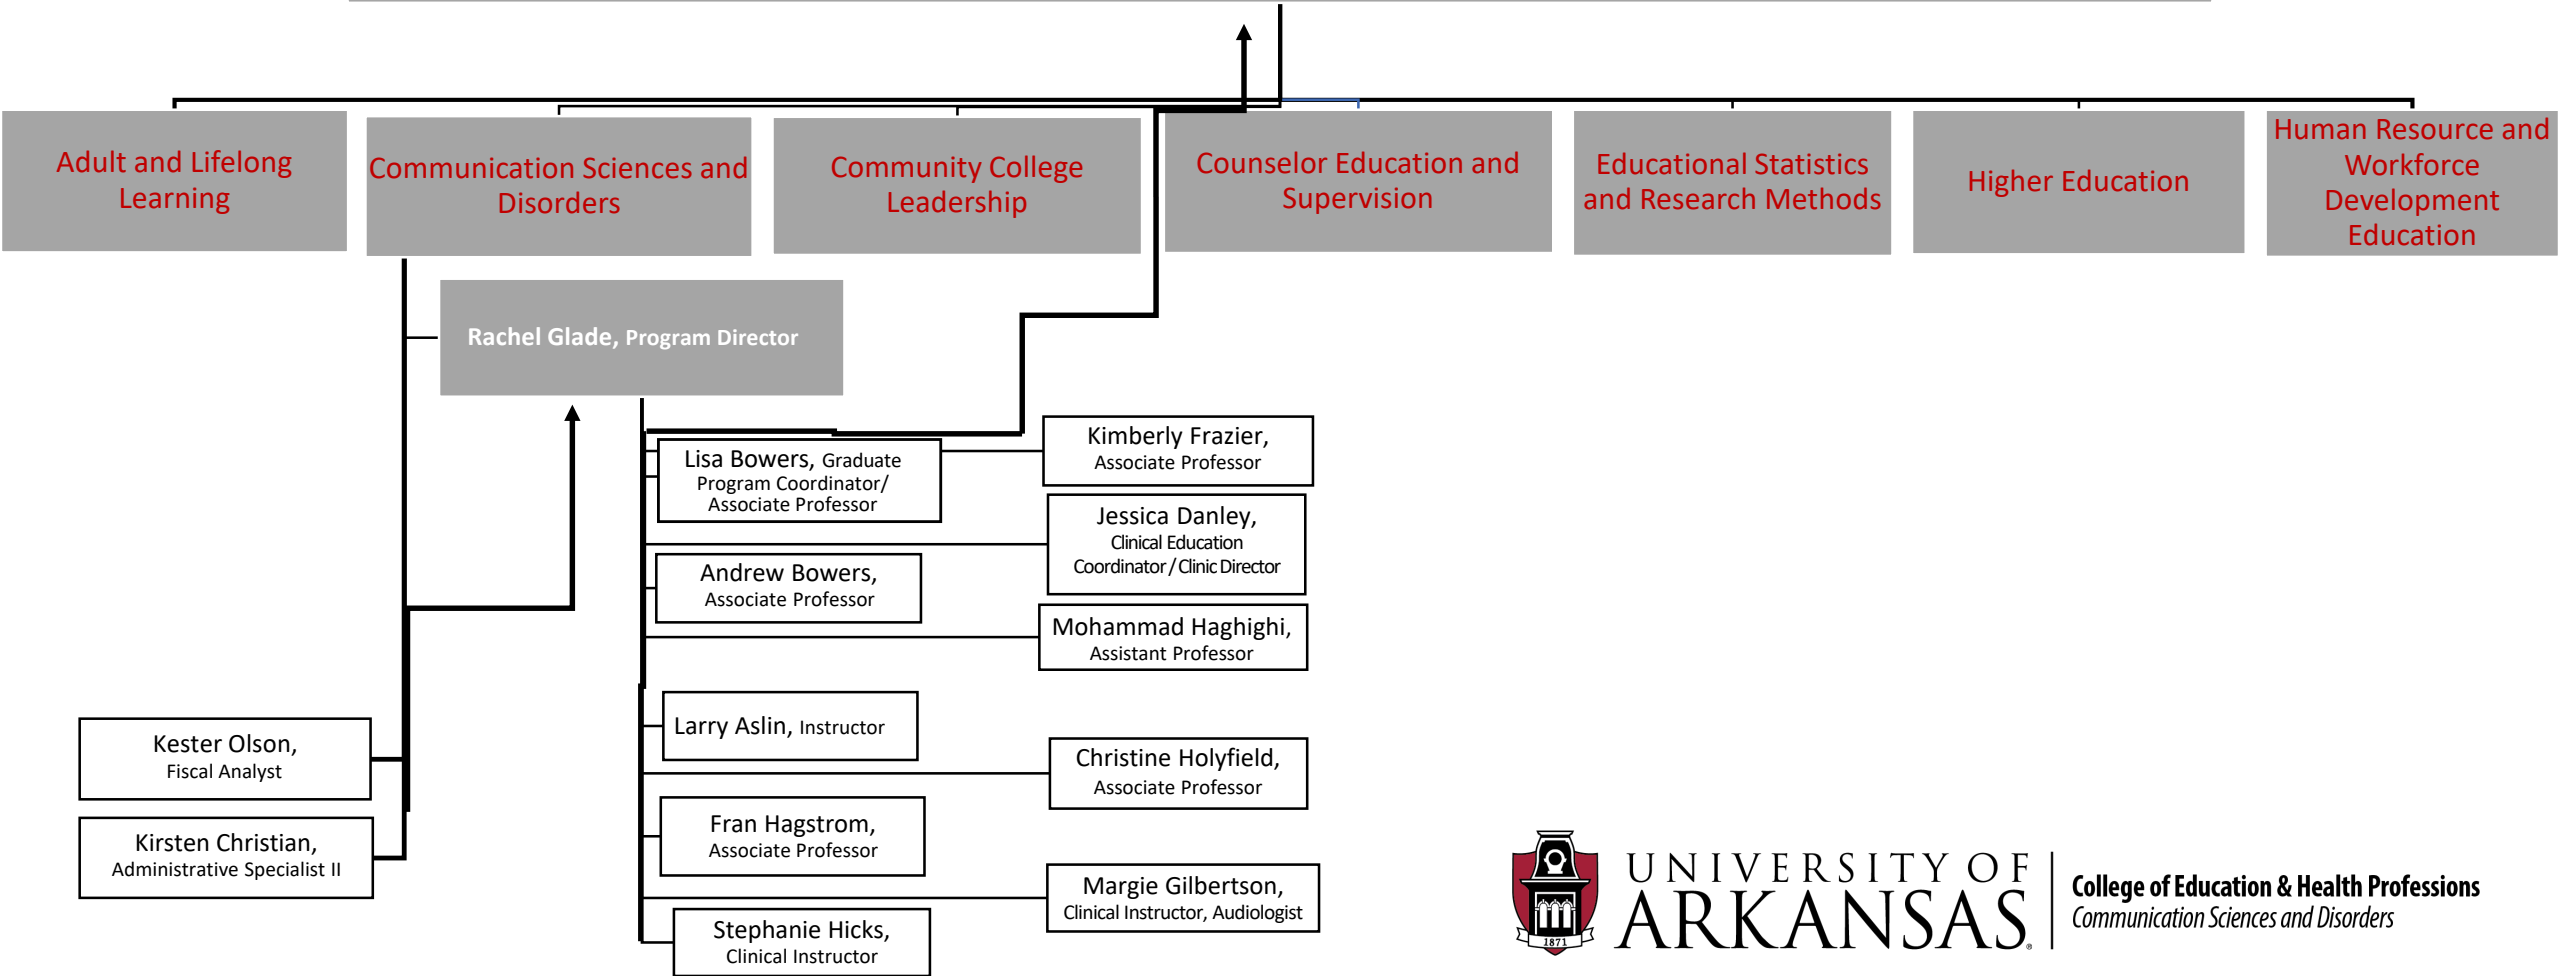 Adult and Lifelong
Learning
Communication Sciences and
Disorders
Community College
Leadership
Counselor Education and
Supervision
Educational Statistics
and Research Methods
Higher Education
Human Resource and
Workforce
Development
Education
Rachel Glade, Program Director
Lisa Bowers, Graduate
Program Coordinator/
Associate Professor
Kimberly Frazier,
Associate Professor
Jessica Danley,
Clinical Education
Coordinator / Clinic Director
Andrew Bowers,
Associate Professor
Mohammad Haghighi,
Assistant Professor
Larry Aslin, Instructor
Kester Olson,
Fiscal Analyst
Christine Holyfield,
Associate Professor
Fran Hagstrom,
Associate Professor
Kirsten Christian,
Administrative Specialist II
Margie Gilbertson,
Clinical Instructor, Audiologist
Stephanie Hicks,
Clinical Instructor
1871
UNIVERSITY OF
ARKANSAS®
College of Education & Health Professions
Communication Sciences and Disorders